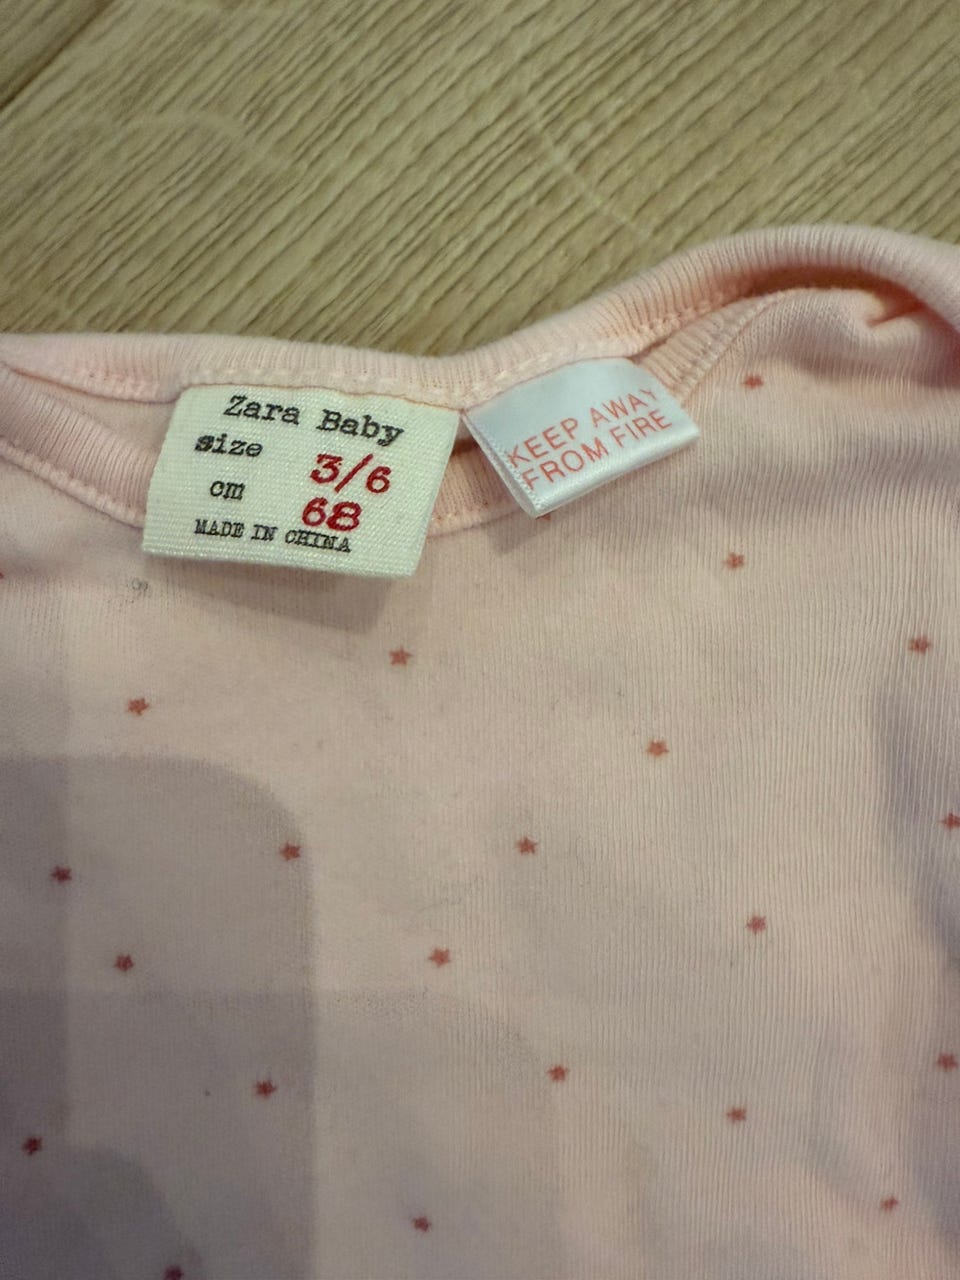 Zara Baby
size 3/6
cm 68
MADE IN CHINA
KEEP AWAY
FROM FIRE